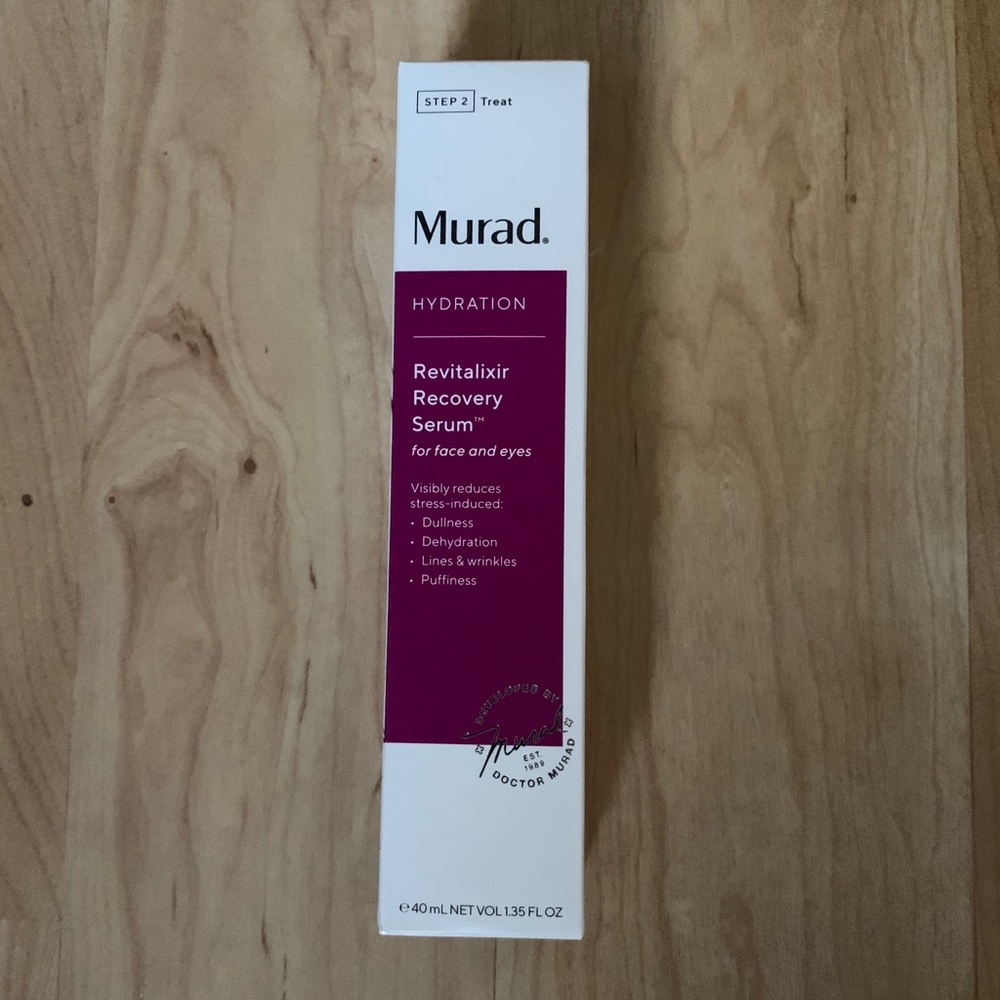 STEP 2 Treat
Murad®
HYDRATION
Revitalixir
Recovery
Serum™
for face and eyes
Visibly reduces
stress-induced:
• Dullness
• Dehydration
• Lines & wrinkles
• Puffiness
DEVELOPED BY
Murad
EST.
1989
DOCTOR MURAD
℮ 40 mL NET VOL 1.35 FL OZ